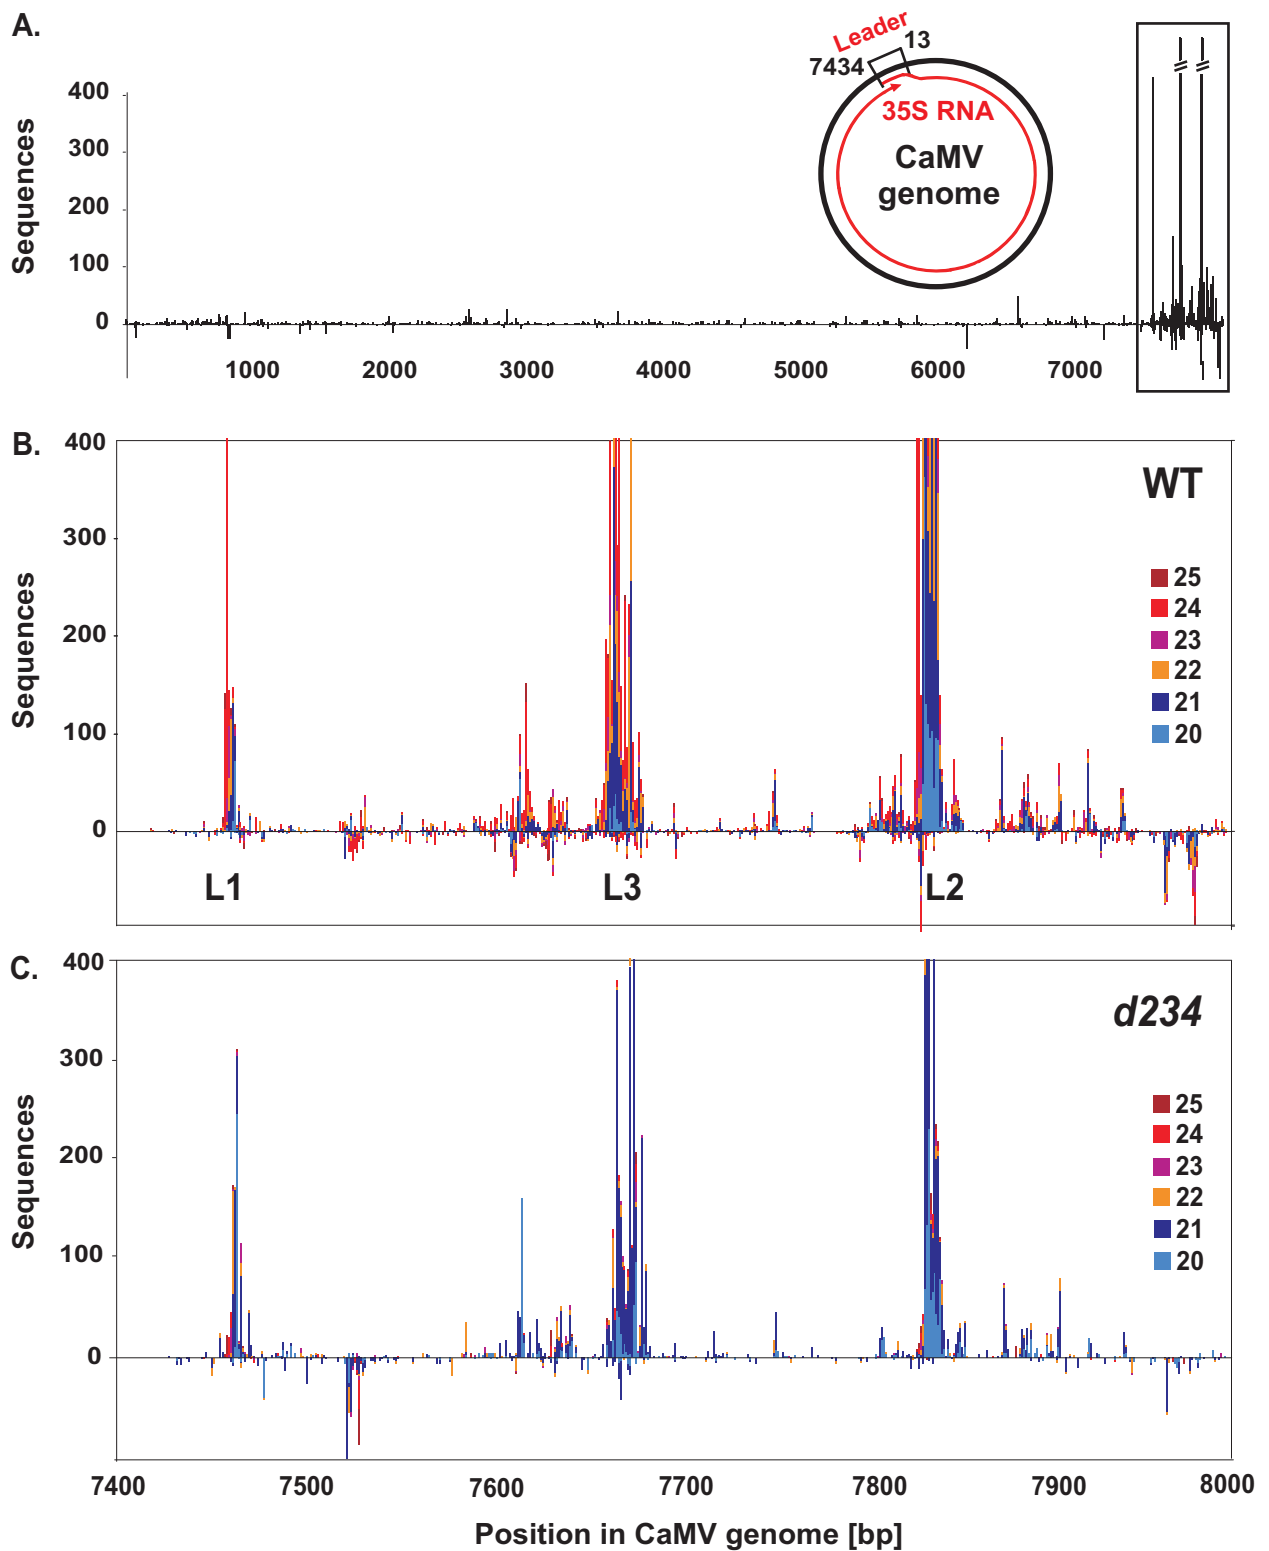 A.
Sequences
400
300
200
100
0
1000 2000 3000 4000 5000 6000 7000
Leader
7434
13
35S RNA
CaMV
genome
B.
Sequences
400
300
200
100
0
WT
25
24
23
22
21
20
L1 L3 L2
C.
Sequences
400
300
200
100
0
d234
25
24
23
22
21
20
7400 7500 7600 7700 7800 7900 8000
Position in CaMV genome [bp]